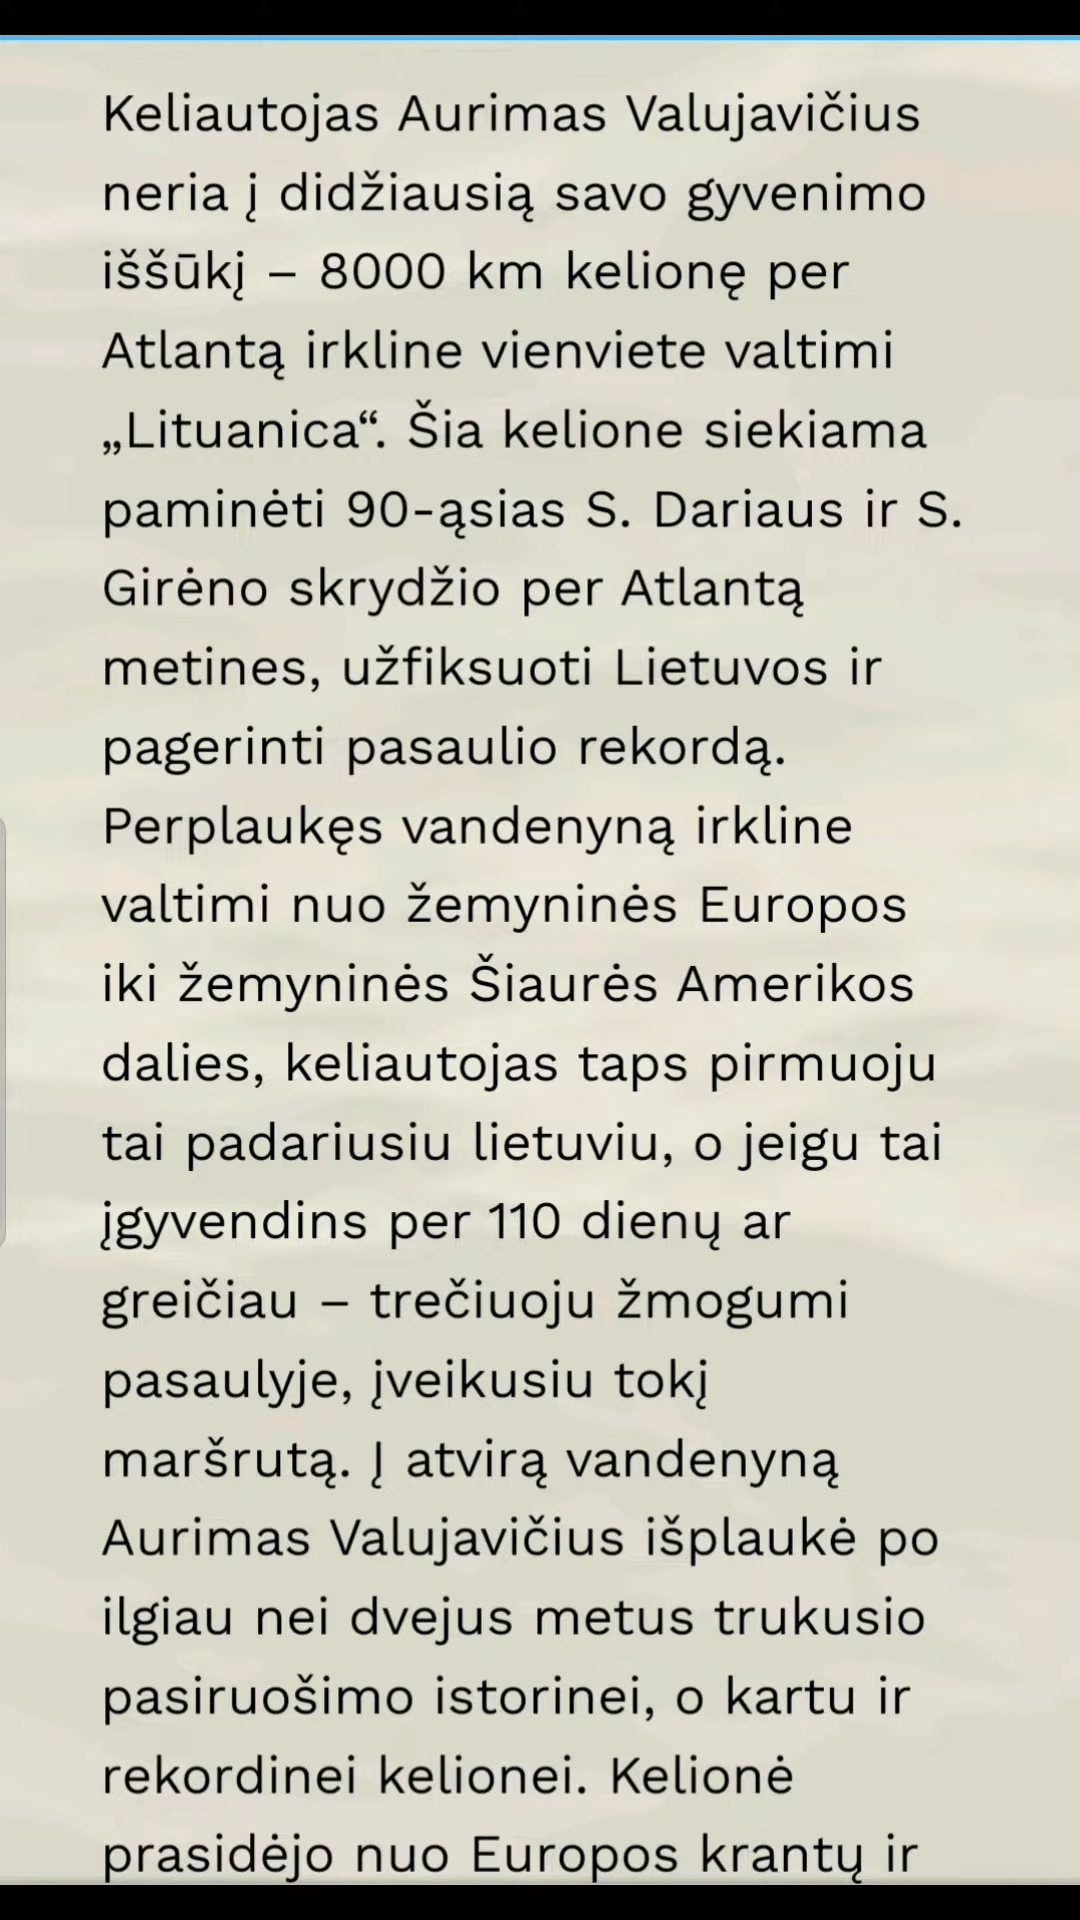 Keliautojas Aurimas Valujavičius
neria į didžiausią savo gyvenimo
iššūkį – 8000 km kelionę per
Atlantą irkline vienviete valtimi
„Lituanica“. Šia kelione siekiama
paminėti 90-ąsias S. Dariaus ir S.
Girėno skrydžio per Atlantą
metines, užfiksuoti Lietuvos ir
pagerinti pasaulio rekordą.
Perplaukęs vandenyną irkline
valtimi nuo žemyninės Europos
iki žemyninės Šiaurės Amerikos
dalies, keliautojas taps pirmuoju
tai padariusiu lietuviu, o jeigu tai
įgyvendins per 110 dienų ar
greičiau – trečiuoju žmogumi
pasaulyje, įveikusiu tokį
maršrutą. Į atvirą vandenyną
Aurimas Valujavičius išplaukė po
ilgiau nei dvejus metus trukusio
pasiruošimo istorinei, o kartu ir
rekordinei kelionei. Kelionė
prasidėjo nuo Europos krantų ir